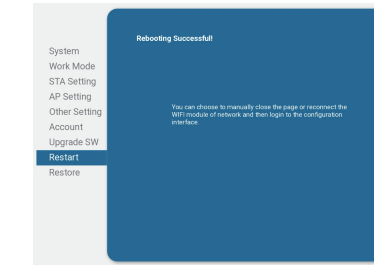 System
Work Mode
STA Setting
AP Setting
Other Setting
Account
Upgrade SW
Restart
Restore
Rebooting Successful!
You can choose to manually close the page or reconnect the
WIFI module of network and then login to the configuration
interface.